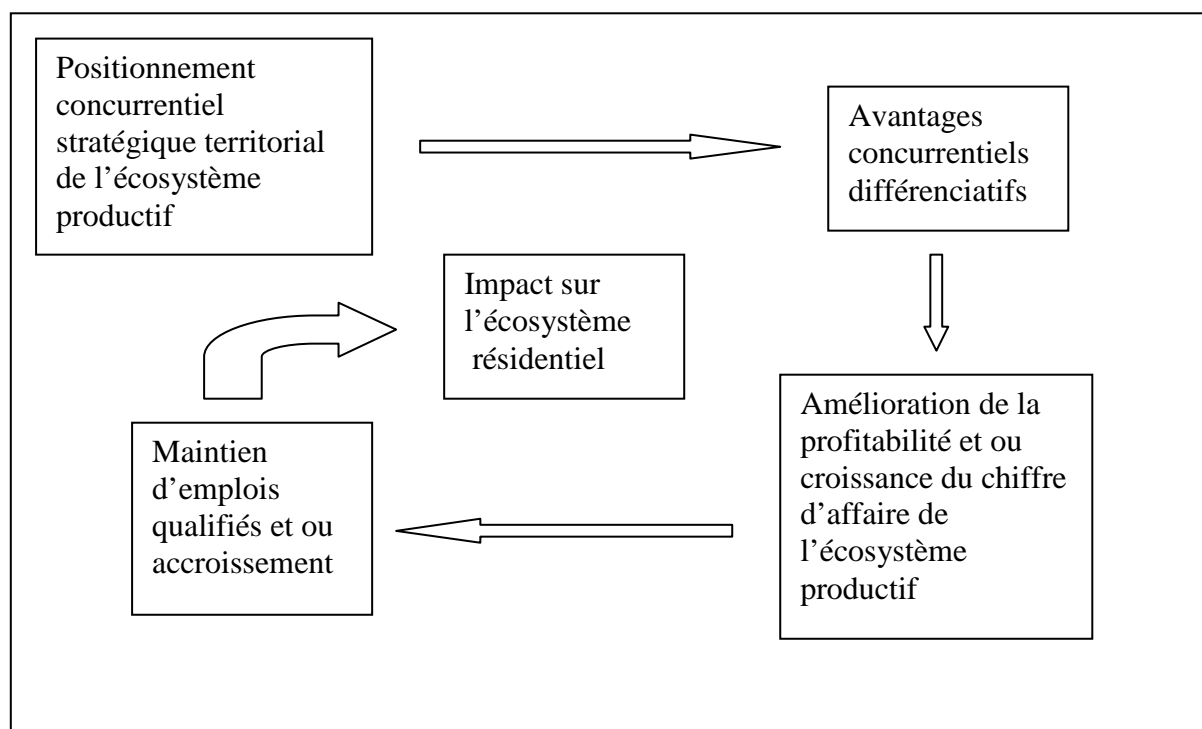 Positionnement
concurrentiel
stratégique territorial
de l’écosystème
productif
Avantages
concurrentiels
différenciatifs
Impact sur
l’écosystème
résidentiel
Amélioration de la
profitabilité et ou
croissance du chiffre
d’affaire de
l’écosystème
productif
Maintien
d’emplois
qualifiés et ou
accroissement